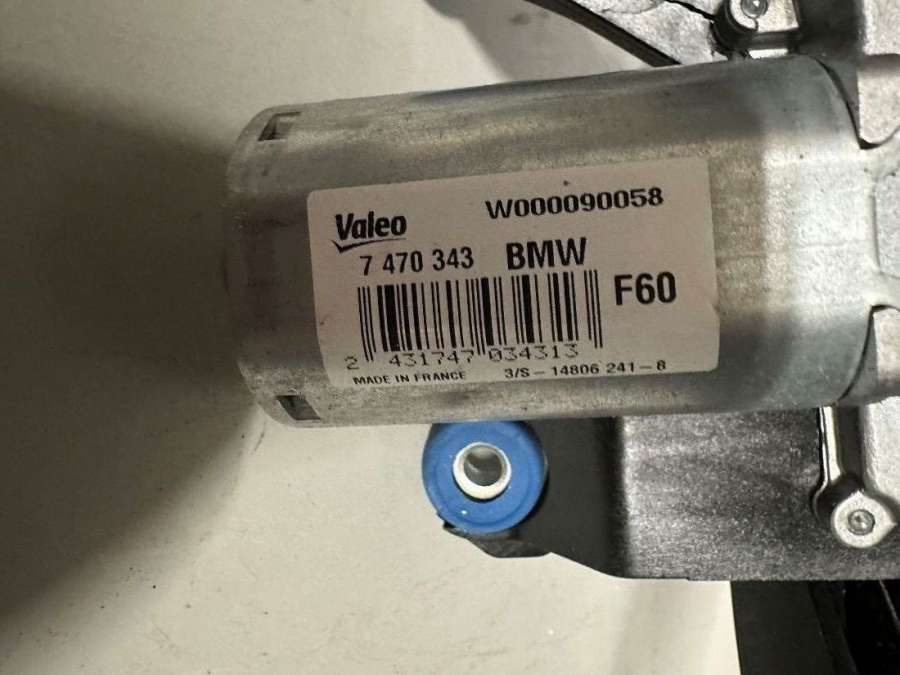 W000090058
Valeo
7 470 343 BMW
F60
2 431747 034313
MADE IN FRANCE 3/S-14806 241-8